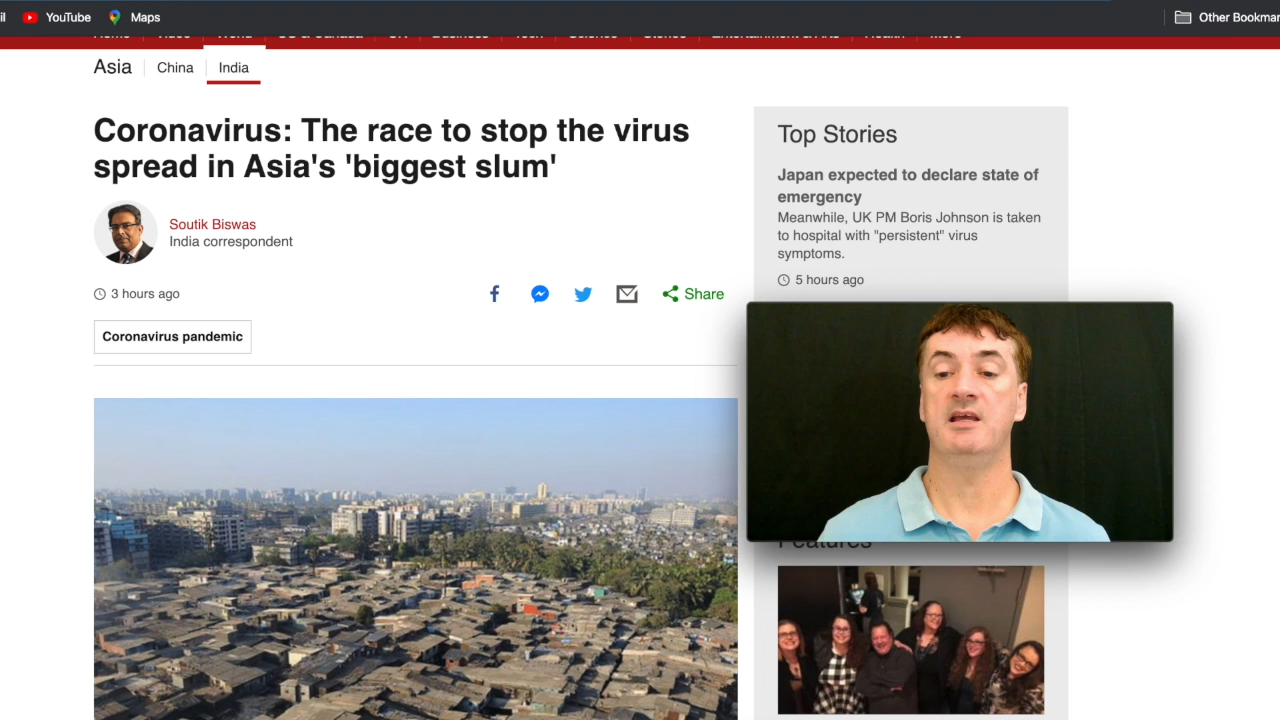 YouTube
Maps
Other Bookmar
Asia
China
India
Coronavirus: The race to stop the virus
spread in Asia's 'biggest slum'
Soutik Biswas
India correspondent
3 hours ago
Share
Coronavirus pandemic
Top Stories
Japan expected to declare state of
emergency
Meanwhile, UK PM Boris Johnson is taken
to hospital with "persistent" virus
symptoms.
5 hours ago
Features